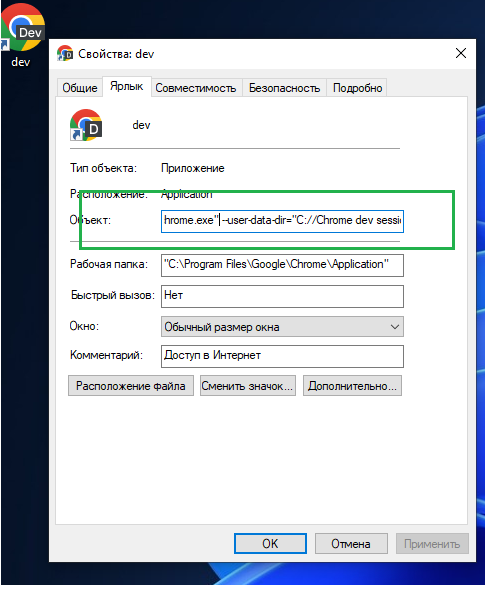 Dev
dev
D
Свойства: dev
Общие
Ярлык
Совместимость
Безопасность
Подробно
D
dev
Тип объекта: Приложение
Расположение: Application
Объект: hrome.exe" --user-data-dir="C://Chrome dev sessi
Рабочая папка: "C:\Program Files\Google\Chrome\Application"
Быстрый вызов: Нет
Окно: Обычный размер окна
Комментарий: Доступ в Интернет
Расположение файла
Сменить значок...
Дополнительно...
OK
Отмена
Применить